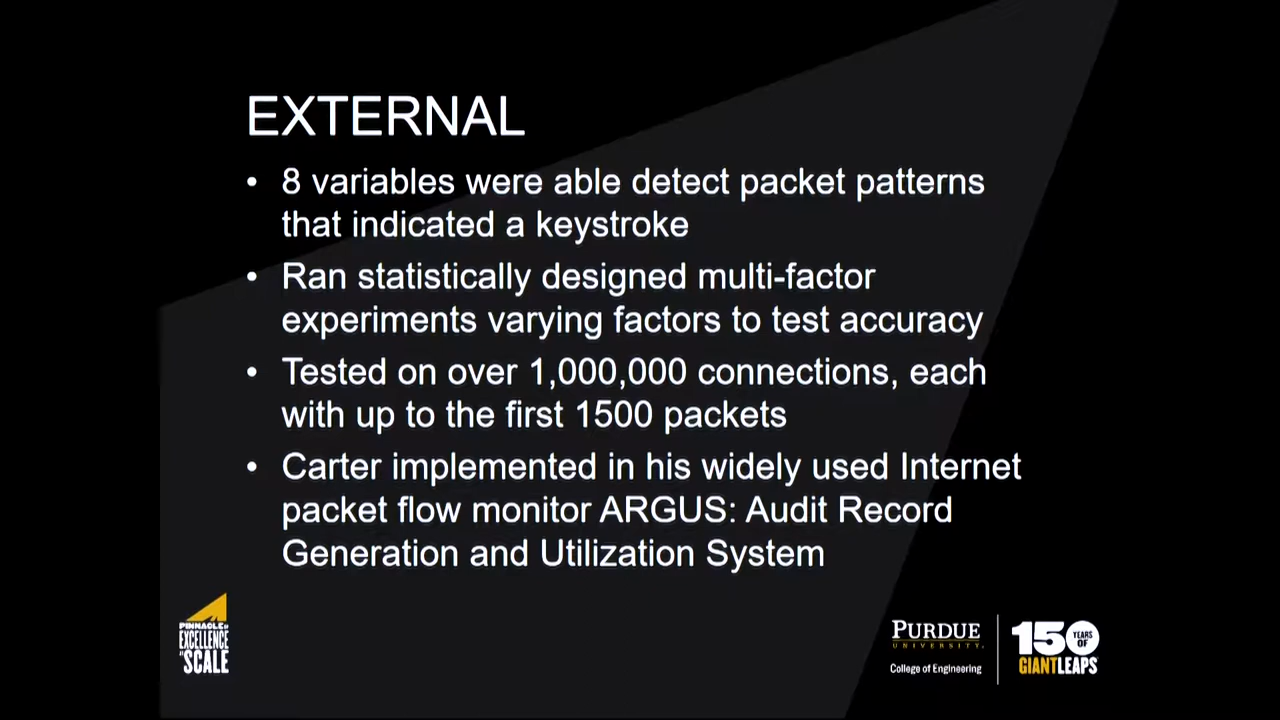 EXTERNAL
• 8 variables were able detect packet patterns
that indicated a keystroke
• Ran statistically designed multi-factor
experiments varying factors to test accuracy
• Tested on over 1,000,000 connections, each
with up to the first 1500 packets
• Carter implemented in his widely used Internet
packet flow monitor ARGUS: Audit Record
Generation and Utilization System
PINNACLE OF
EXCELLENCE
AT SCALE
PURDUE
UNIVERSITY.
College of Engineering
150 YEARS OF
GIANT LEAPS